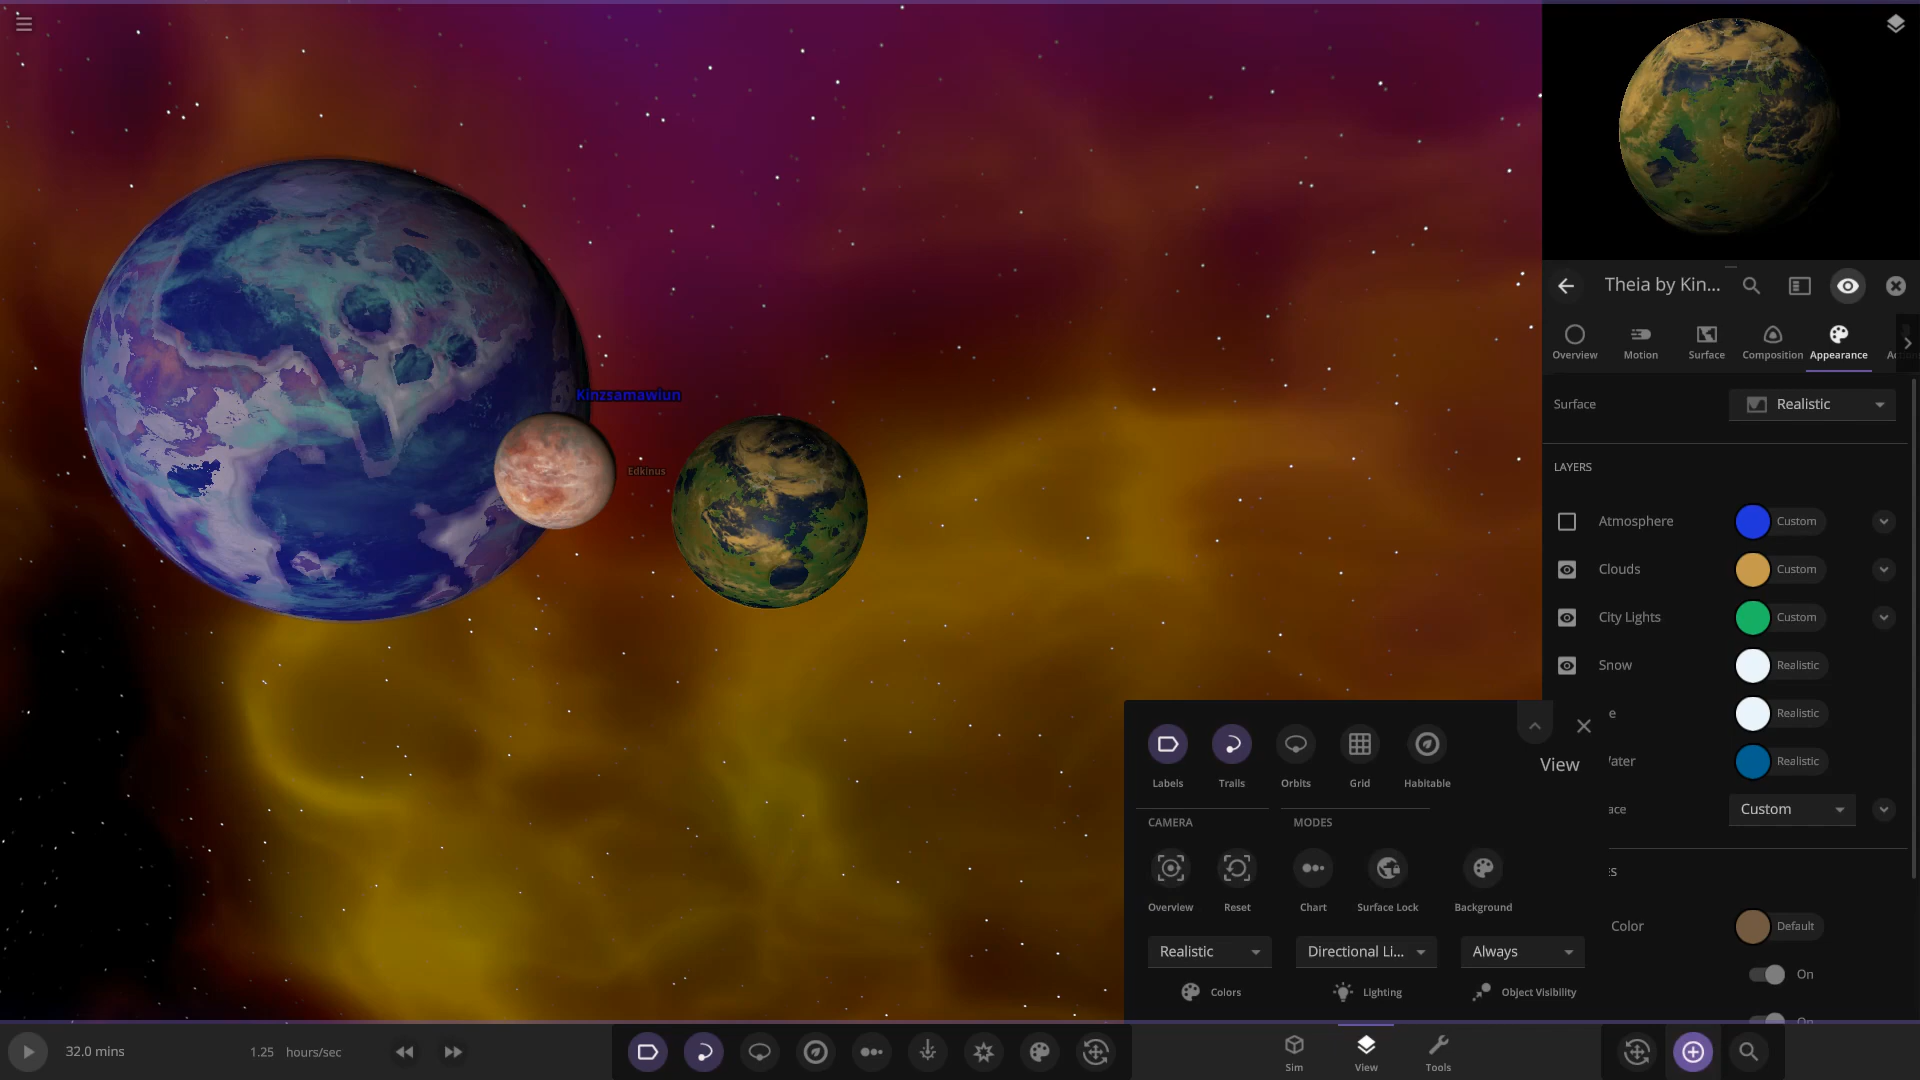 Kinzsamawiun
Edkinus
Theia by Kin...
Overview
Motion
Surface
Composition
Appearance
Surface
Realistic
LAYERS
Atmosphere
Custom
Clouds
Custom
City Lights
Custom
Snow
Realistic
e
Realistic
/ater
Realistic
ace
Custom
s
Color
Default
On
On
View
Labels
Trails
Orbits
Grid
Habitable
CAMERA
MODES
Overview
Reset
Chart
Surface Lock
Background
Realistic
Directional Li...
Always
Colors
Lighting
Object Visibility
32.0 mins
1.25 hours/sec
Sim
View
Tools